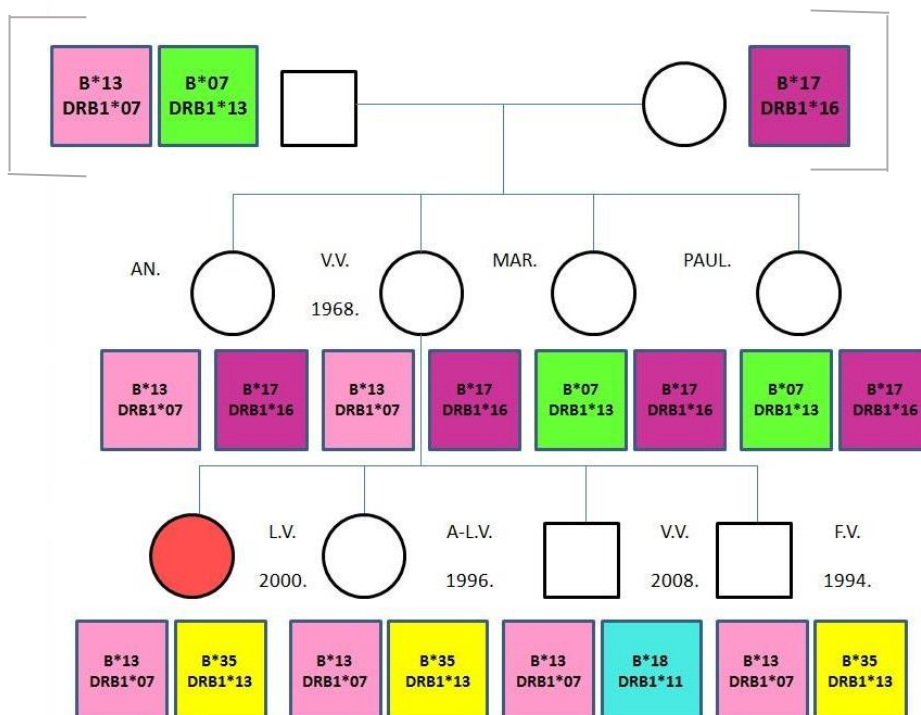 B*13
DRB1*07
B*07
DRB1*13
B*17
DRB1*16
AN.
V.V.
1968.
MAR.
PAUL.
B*13
DRB1*07
B*17
DRB1*16
B*13
DRB1*07
B*17
DRB1*16
B*07
DRB1*13
B*17
DRB1*16
B*07
DRB1*13
B*17
DRB1*16
L.V.
2000.
A-L.V.
1996.
V.V.
2008.
F.V.
1994.
B*13
DRB1*07
B*35
DRB1*13
B*13
DRB1*07
B*35
DRB1*13
B*13
DRB1*07
B*18
DRB1*11
B*13
DRB1*07
B*35
DRB1*13